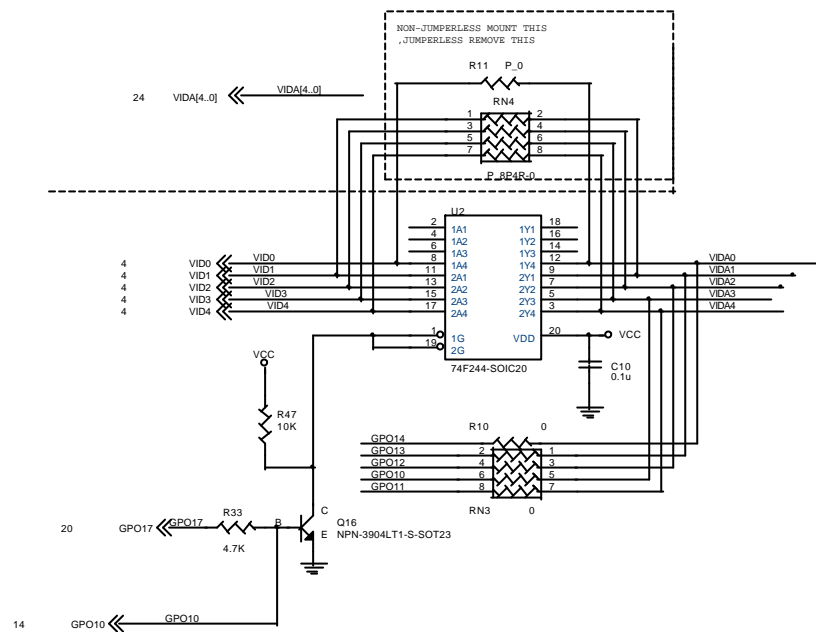 NON-JUMPERLESS MOUNT THIS
,JUMPERLESS REMOVE THIS
R11 P_0
24 VIDA[4..0] VIDA[4..0]
RN4
1 2
3 4
5 6
7 8
P_8P4R-0
U2
2 1A1 1Y1 18
4 1A2 1Y2 16
6 1A3 1Y3 14
4 VID0 VID0 8 1A4 1Y4 12 VIDA0
4 VID1 VID1 11 2A1 2Y1 9 VIDA1
4 VID2 VID2 13 2A2 2Y2 7 VIDA2
4 VID3 VID3 15 2A3 2Y3 5 VIDA3
4 VID4 VID4 17 2A4 2Y4 3 VIDA4
1 1G VDD 20 VCC
19 2G
VCC
74F244-SOIC20
C10
0.1u
R47
10K
R10 0
GPO14
GPO13 2 1
GPO12 4 3
GPO10 6 5
GPO11 8 7
RN3 0
C
R33 B Q16
20 GPO17 GPO17 E NPN-3904LT1-S-SOT23
4.7K
14 GPO10 GPO10